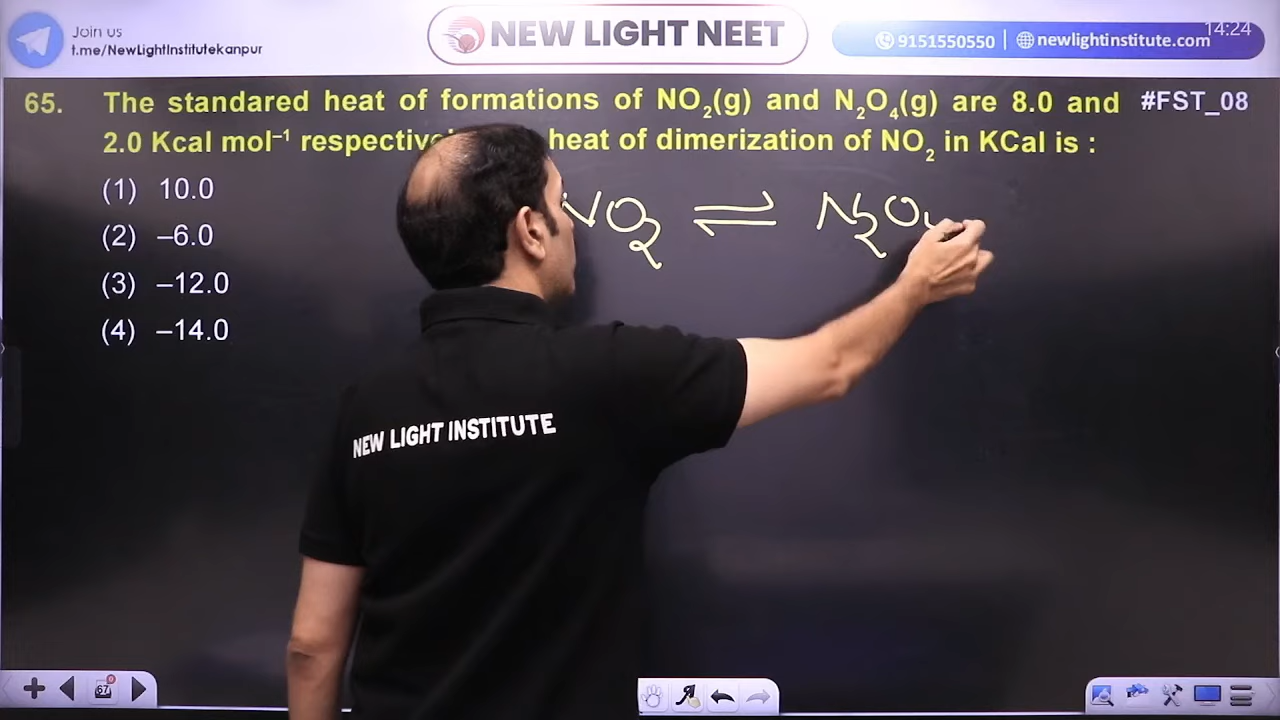 Join us
t.me/NewLightInstitutekanpur
NEW LIGHT NEET
9151550550 | newlightinstitute.com
14:24
65. The standared heat of formations of NO₂(g) and N₂O₄(g) are 8.0 and #FST_08
2.0 Kcal mol⁻¹ heat of dimerization of NO₂ in KCal is :
(1) 10.0
(2) –6.0
(3) –12.0
(4) –14.0
NO₂ ⇌ N₂O
NEW LIGHT INSTITUTE
67